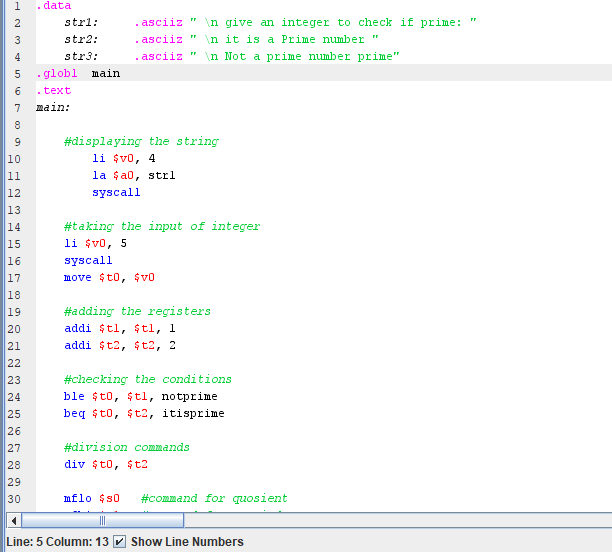 1 .data
2 str1: .asciiz " \n give an integer to check if prime: "
3 str2: .asciiz " \n it is a Prime number "
4 str3: .asciiz " \n Not a prime number prime"
5 .globl main
6 .text
7 main:
8
9 #displaying the string
10 li $v0, 4
11 la $a0, str1
12 syscall
13
14 #taking the input of integer
15 li $v0, 5
16 syscall
17 move $t0, $v0
18
19 #adding the registers
20 addi $t1, $t1, 1
21 addi $t2, $t2, 2
22
23 #checking the conditions
24 ble $t0, $t1, notprime
25 beq $t0, $t2, itisprime
26
27 #division commands
28 div $t0, $t2
29
30 mflo $s0 #command for quosient
Line: 5 Column: 13 Show Line Numbers